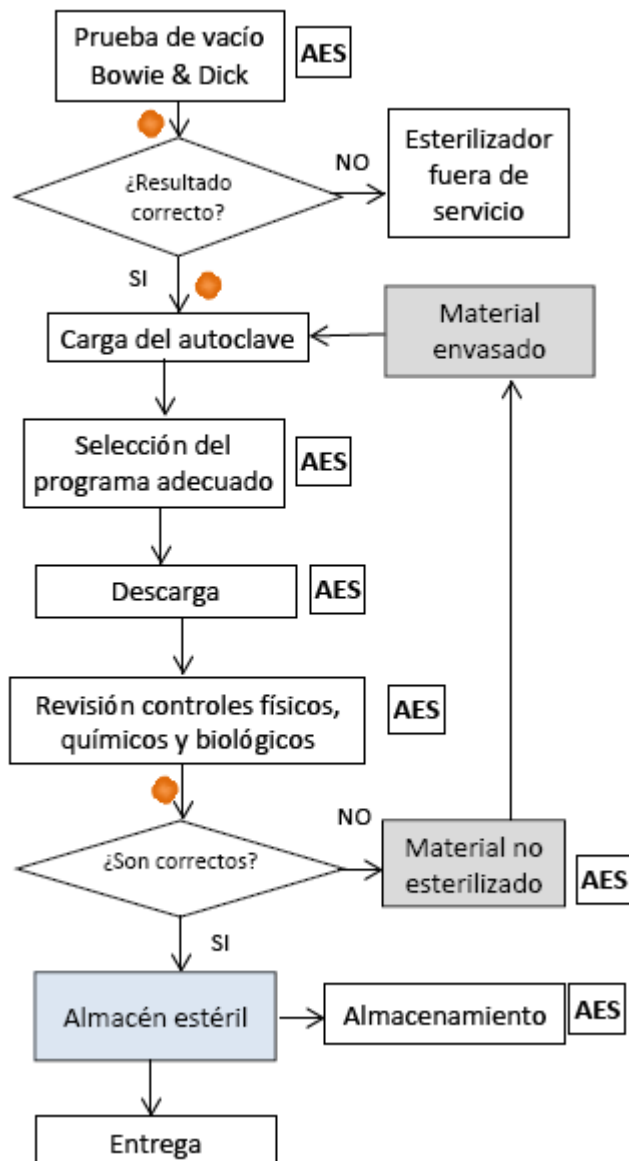 Prueba de vacío
Bowie & Dick
AES
¿Resultado
correcto?
NO
Esterilizador
fuera de
servicio
SI
Carga del autoclave
Material
envasado
Selección del
programa adecuado
AES
Descarga
AES
Revisión controles físicos,
químicos y biológicos
AES
¿Son correctos?
NO
Material no
esterilizado
AES
SI
Almacén estéril
Almacenamiento
AES
Entrega